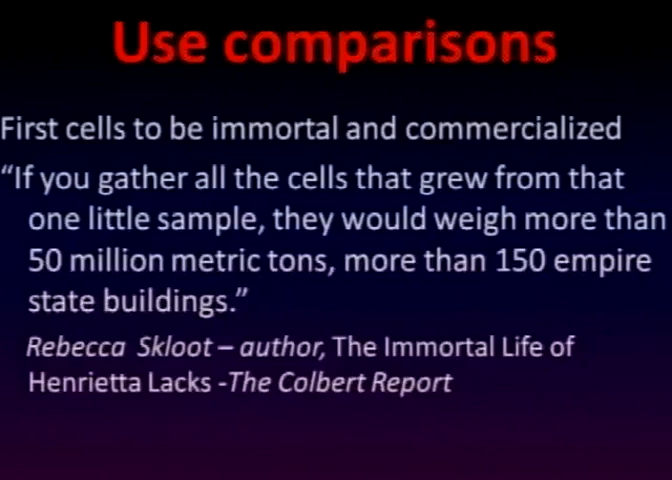 Use comparisons
First cells to be immortal and commercialized
“If you gather all the cells that grew from that
one little sample, they would weigh more than
50 million metric tons, more than 150 empire
state buildings.”
Rebecca Skloot – author, The Immortal Life of
Henrietta Lacks -The Colbert Report